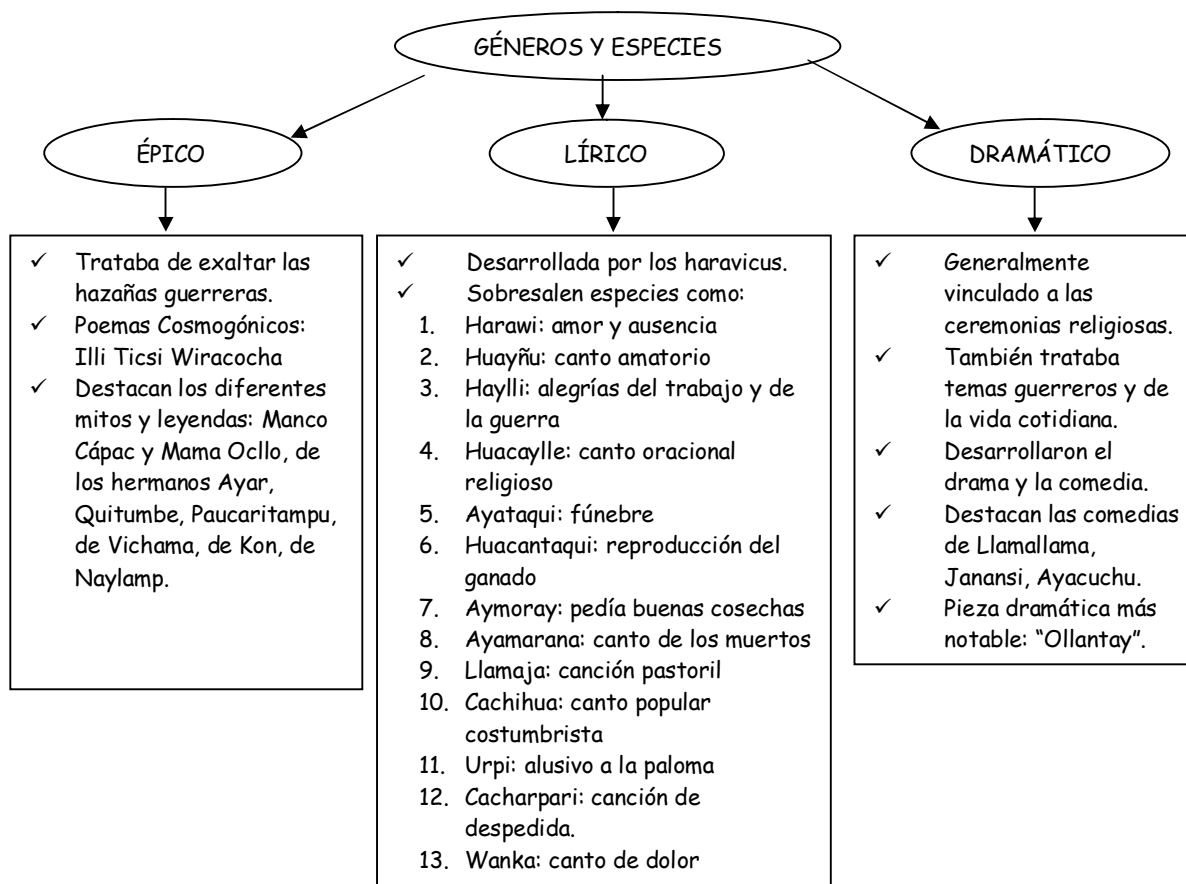 GÉNEROS Y ESPECIES
ÉPICO
LÍRICO
DRAMÁTICO
✓ Trataba de exaltar las
hazañas guerreras.
✓ Poemas Cosmogónicos:
Illi Ticsi Wiracocha
✓ Destacan los diferentes
mitos y leyendas: Manco
Cápac y Mama Ocllo, de
los hermanos Ayar,
Quitumbe, Paucaritampu,
de Vichama, de Kon, de
Naylamp.
✓ Desarrollada por los haravicus.
✓ Sobresalen especies como:
1. Harawi: amor y ausencia
2. Huayñu: canto amatorio
3. Haylli: alegrías del trabajo y de
la guerra
4. Huacaylle: canto oracional
religioso
5. Ayataqui: fúnebre
6. Huacantaqui: reproducción del
ganado
7. Aymoray: pedía buenas cosechas
8. Ayamarana: canto de los muertos
9. Llamaja: canción pastoril
10. Cachihua: canto popular
costumbrista
11. Urpi: alusivo a la paloma
12. Cacharpari: canción de
despedida.
13. Wanka: canto de dolor
✓ Generalmente
vinculado a las
ceremonias religiosas.
✓ También trataba
temas guerreros y de
la vida cotidiana.
✓ Desarrollaron el
drama y la comedia.
✓ Destacan las comedias
de Llamallama,
Janansi, Ayacuchu.
✓ Pieza dramática más
notable: “Ollantay”.